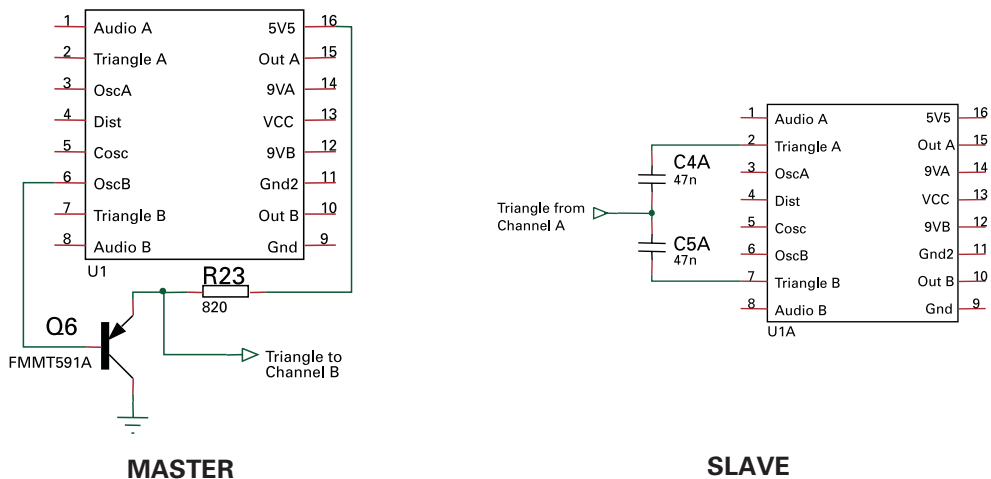 1 Audio A 5V5 16
2 Triangle A Out A 15
3 OscA 9VA 14
4 Dist VCC 13
5 Cosc 9VB 12
6 OscB Gnd2 11
7 Triangle B Out B 10
8 Audio B Gnd 9
U1
R23
820
Q6
FMMT591A
Triangle to
Channel B
MASTER
1 Audio A 5V5 16
2 Triangle A Out A 15
3 OscA 9VA 14
4 Dist VCC 13
5 Cosc 9VB 12
6 OscB Gnd2 11
7 Triangle B Out B 10
8 Audio B Gnd 9
U1A
C4A
47n
Triangle from
Channel A
C5A
47n
SLAVE